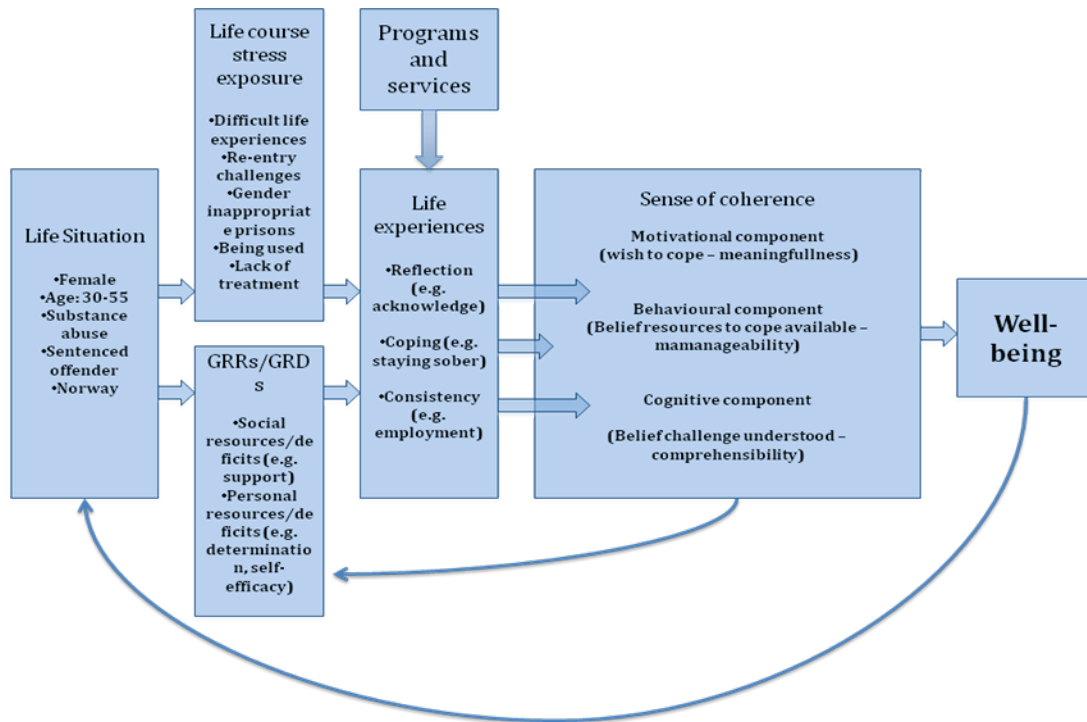 Life Situation
•Female
•Age: 30-55
•Substance
abuse
•Sentenced
offender
•Norway
Life course
stress
exposure
•Difficult life
experiences
•Re-entry
challenges
•Gender
inappropriat
e prisons
•Being used
•Lack of
treatment
GRRs/GRD
s
•Social
resources/de
ficits (e.g.
support)
•Personal
resources/de
ficits (e.g.
determinatio
n, self-
efficacy)
Programs
and
services
Life
experiences
•Reflection
(e.g.
acknowledge)
•Coping (e.g.
staying sober)
•Consistency
(e.g.
employment)
Sense of coherence
Motivational component
(wish to cope – meaningfullness)
Behavioural component
(Belief resources to cope available –
mamanageability)
Cognitive component
(Belief challenge understood –
comprehensibility)
Well-
being